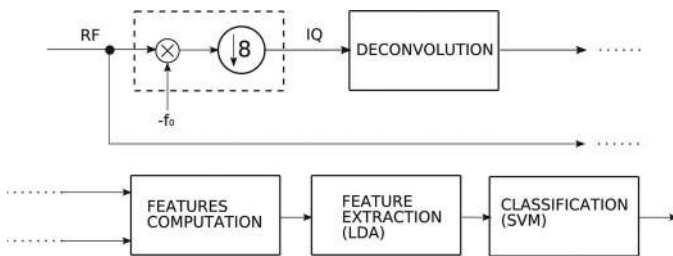 RF
IQ
↓8
DECONVOLUTION
-f₀
FEATURES
COMPUTATION
FEATURE
EXTRACTION
(LDA)
CLASSIFICATION
(SVM)